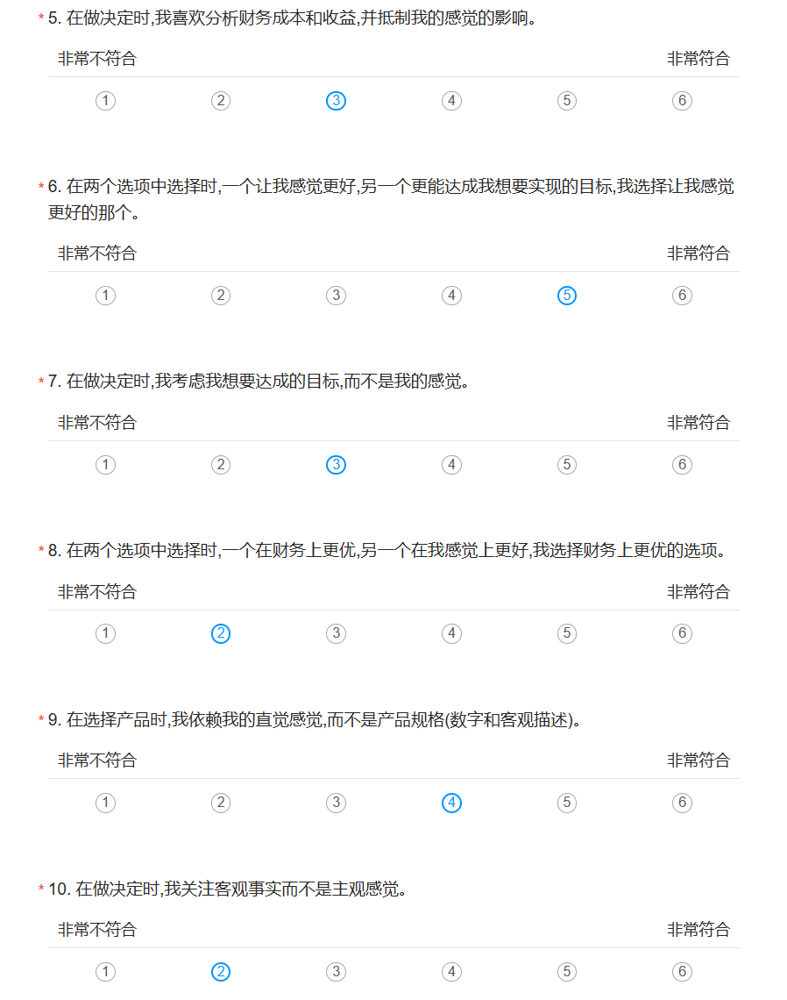 * 5. 在做决定时,我喜欢分析财务成本和收益,并抵制我的感觉的影响。
非常不符合 非常符合
1 2 3 4 5 6
* 6. 在两个选项中选择时,一个让我感觉更好,另一个更能达成我想要实现的目标,我选择让我感觉
更好的那个。
非常不符合 非常符合
1 2 3 4 5 6
* 7. 在做决定时,我考虑我想要达成的目标,而不是我的感觉。
非常不符合 非常符合
1 2 3 4 5 6
* 8. 在两个选项中选择时,一个在财务上更优,另一个在我感觉上更好,我选择财务上更优的选项。
非常不符合 非常符合
1 2 3 4 5 6
* 9. 在选择产品时,我依赖我的直觉感觉,而不是产品规格(数字和客观描述)。
非常不符合 非常符合
1 2 3 4 5 6
* 10. 在做决定时,我关注客观事实而不是主观感觉。
非常不符合 非常符合
1 2 3 4 5 6